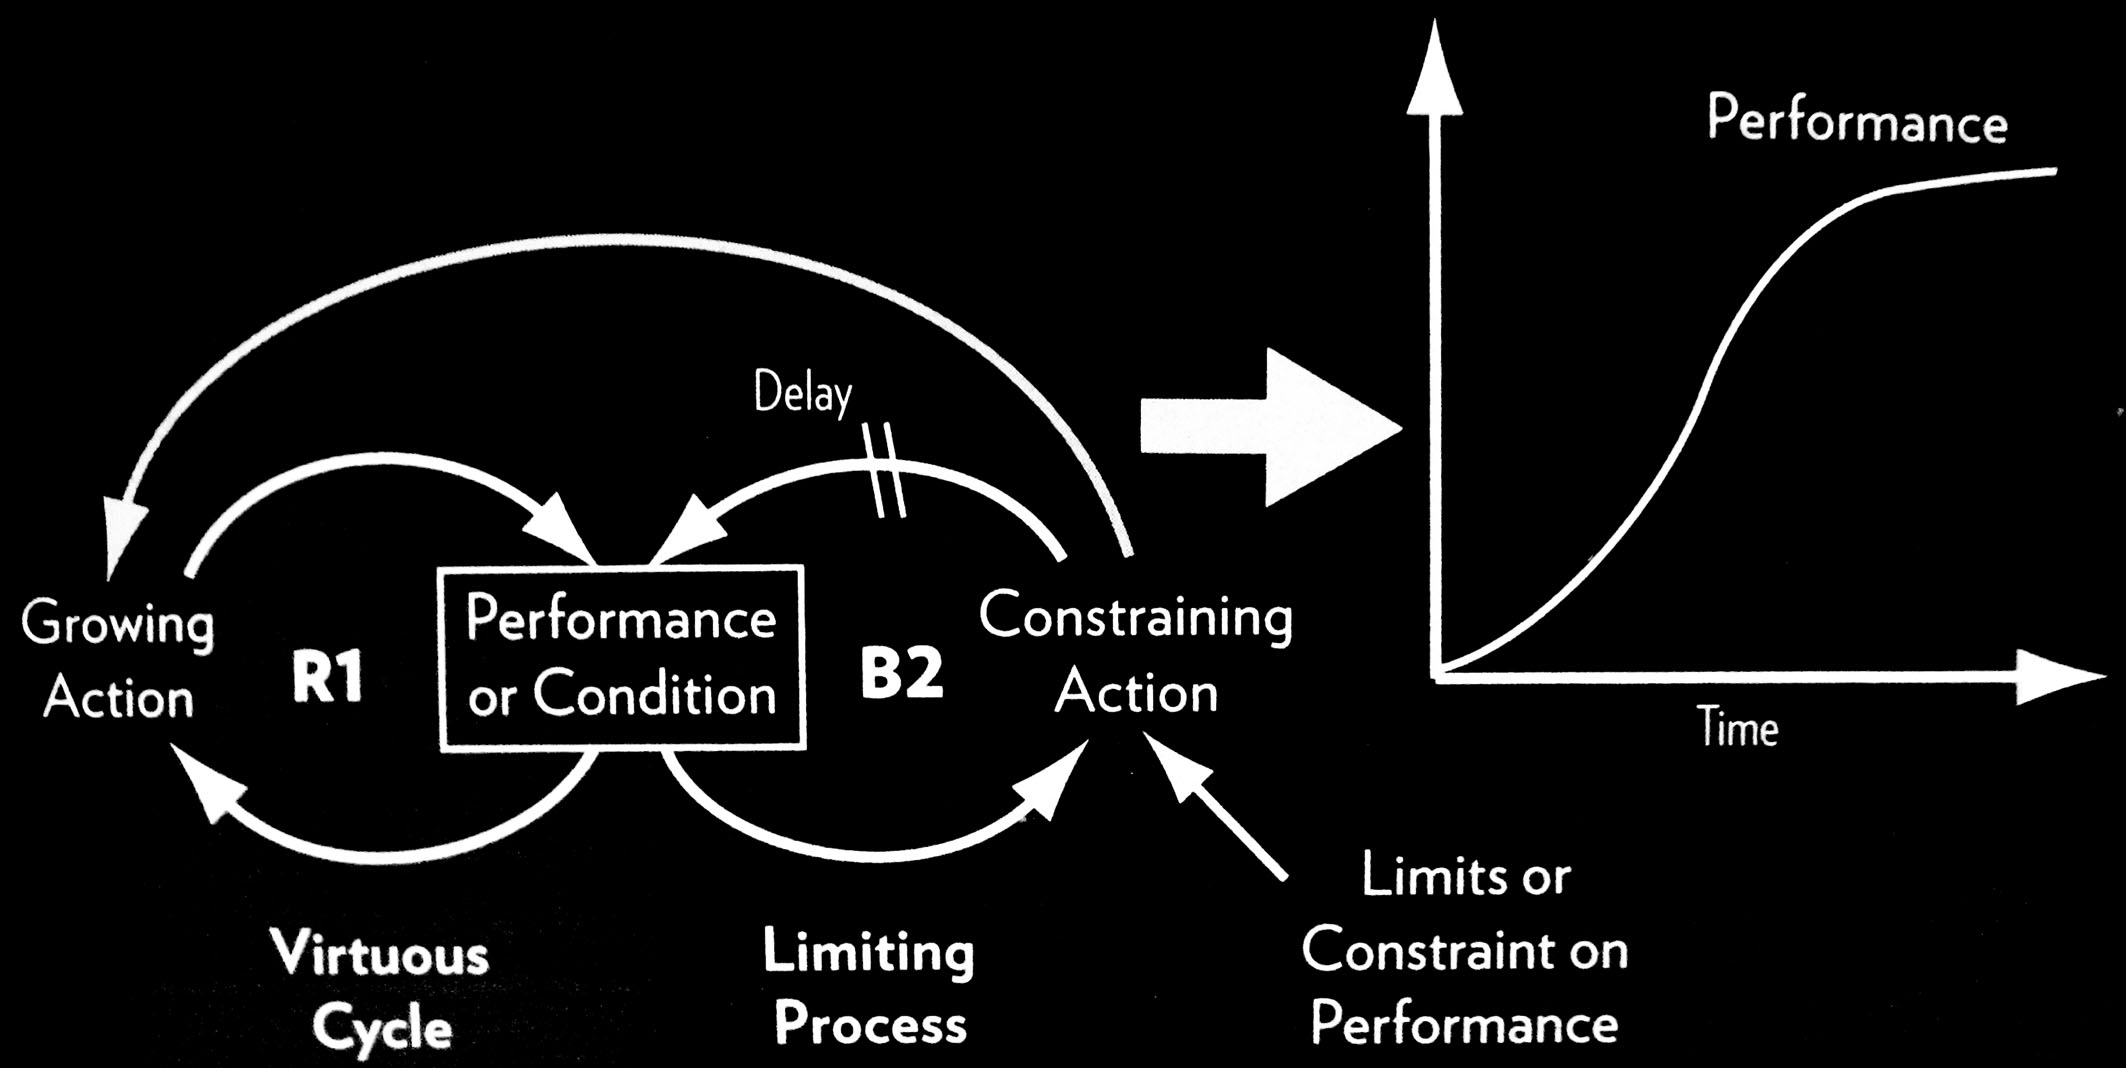 Performance
Delay
Growing
Action
R1
Performance
or Condition
B2
Constraining
Action
Time
Limits or
Constraint on
Performance
Virtuous
Cycle
Limiting
Process